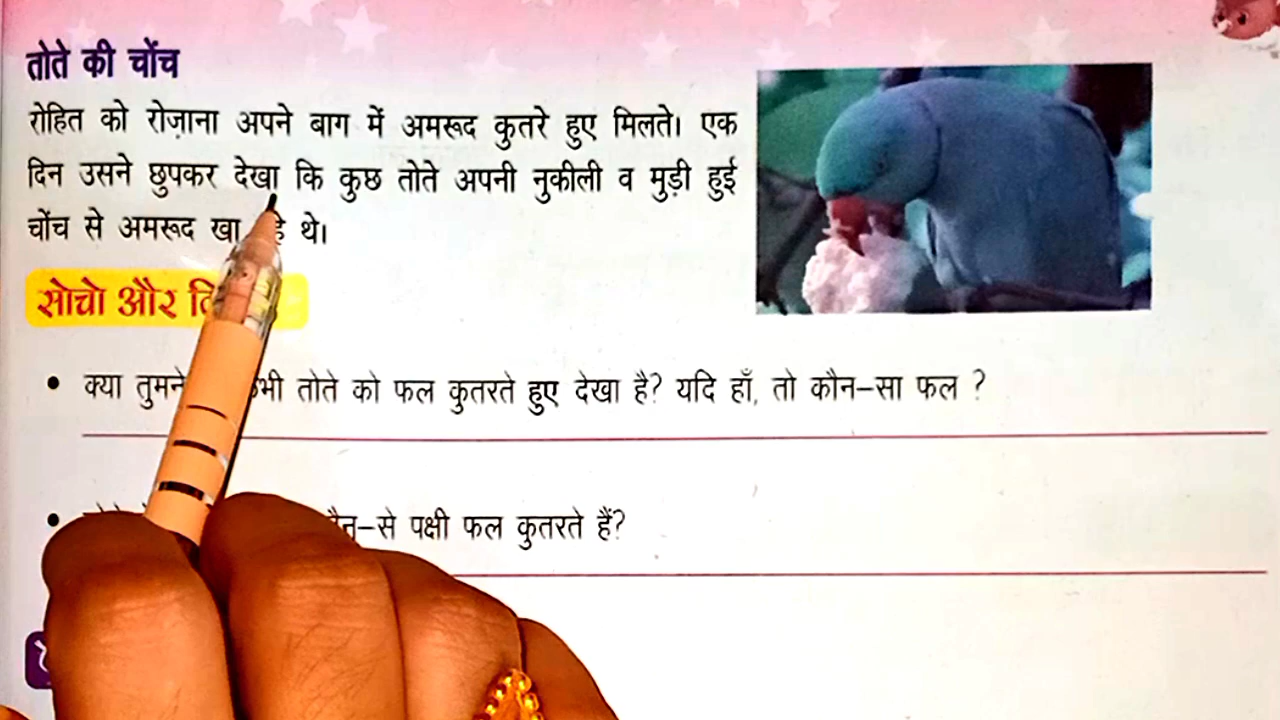 तोते की चोंच
रोहित को रोज़ाना अपने बाग में अमरूद कुतरे हुए मिलते। एक
दिन उसने छुपकर देखा कि कुछ तोते अपनी नुकीली व मुड़ी हुई
चोंच से अमरूद खा थे।
सोचो और
क्या तुमने तोते को फल कुतरते हुए देखा है? यदि हाँ, तो कौन-सा फल ?
पक्षी फल कुतरते हैं?